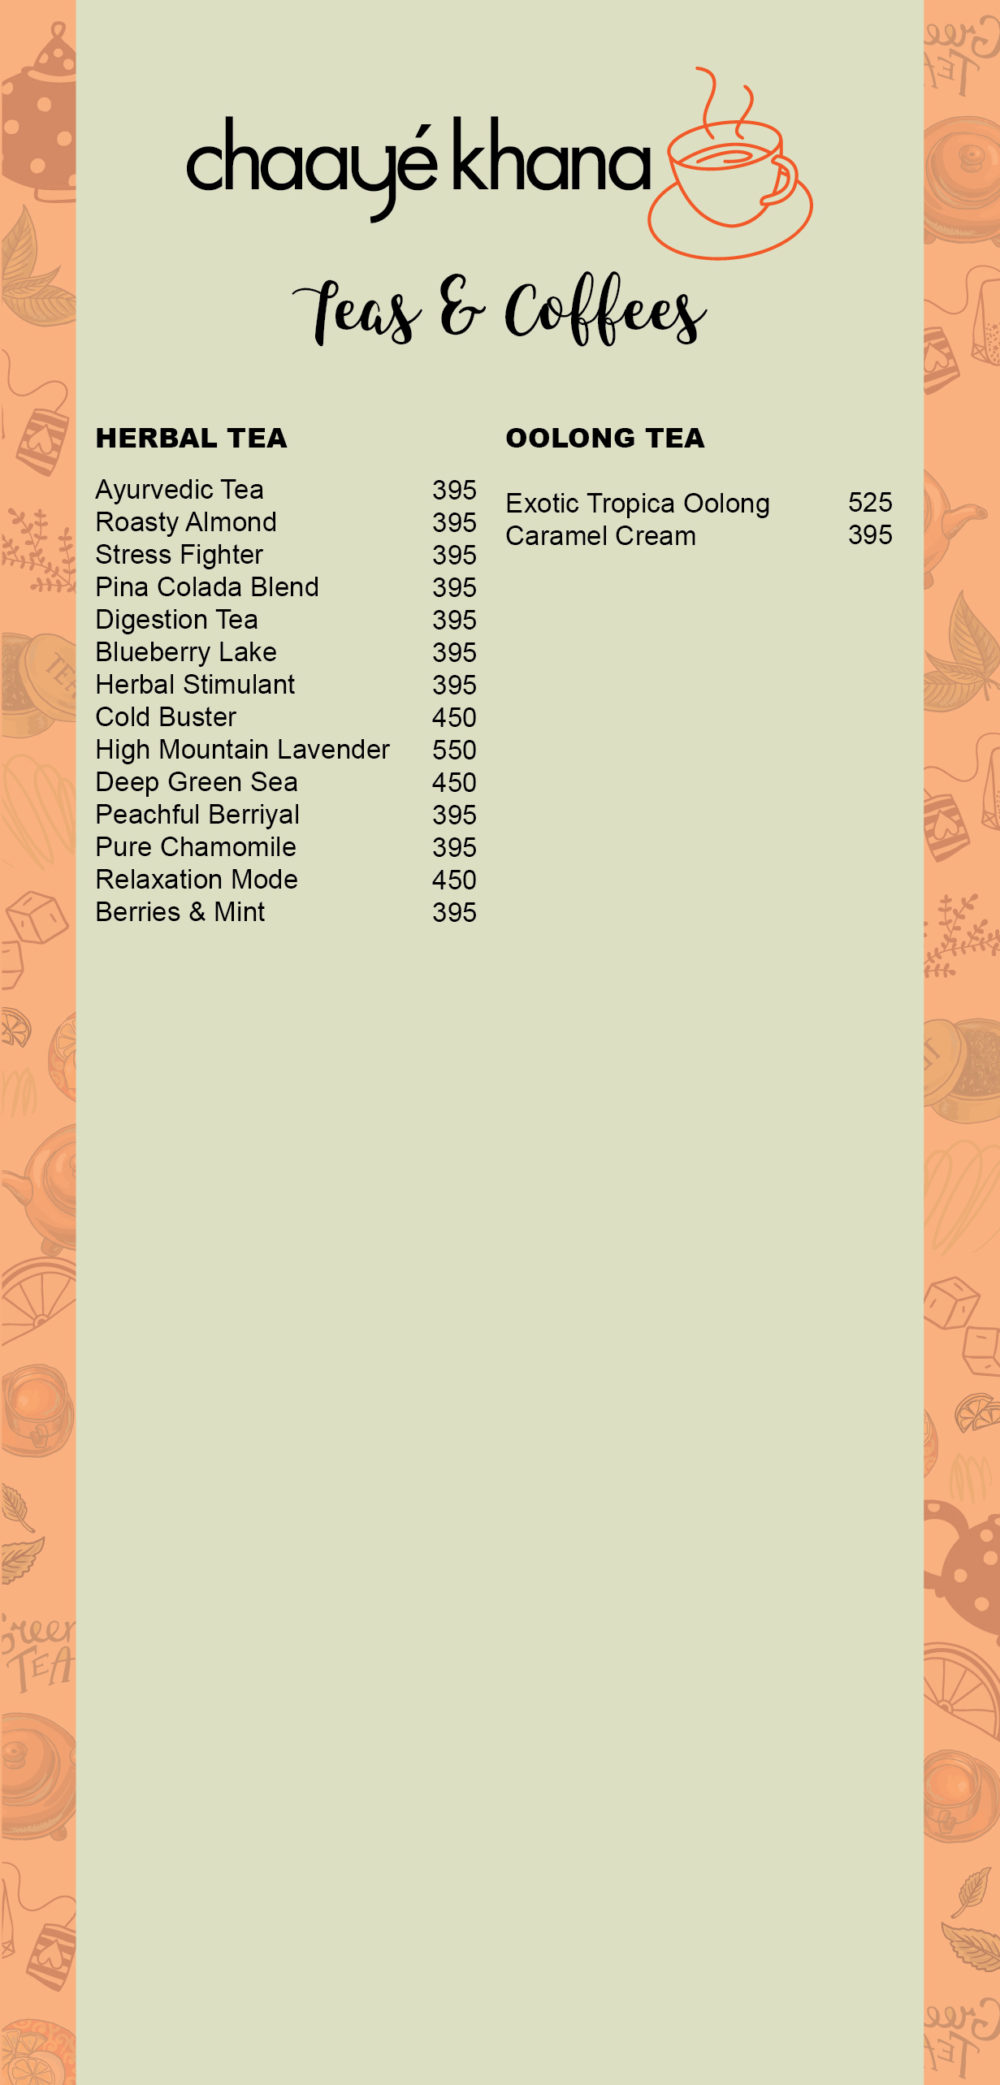 chaayé khana
Teas & Coffees
HERBAL TEA
Ayurvedic Tea 395
Roasty Almond 395
Stress Fighter 395
Pina Colada Blend 395
Digestion Tea 395
Blueberry Lake 395
Herbal Stimulant 395
Cold Buster 450
High Mountain Lavender 550
Deep Green Sea 450
Peachful Berriyal 395
Pure Chamomile 395
Relaxation Mode 450
Berries & Mint 395
OOLONG TEA
Exotic Tropica Oolong 525
Caramel Cream 395
TEA
Green
TEA